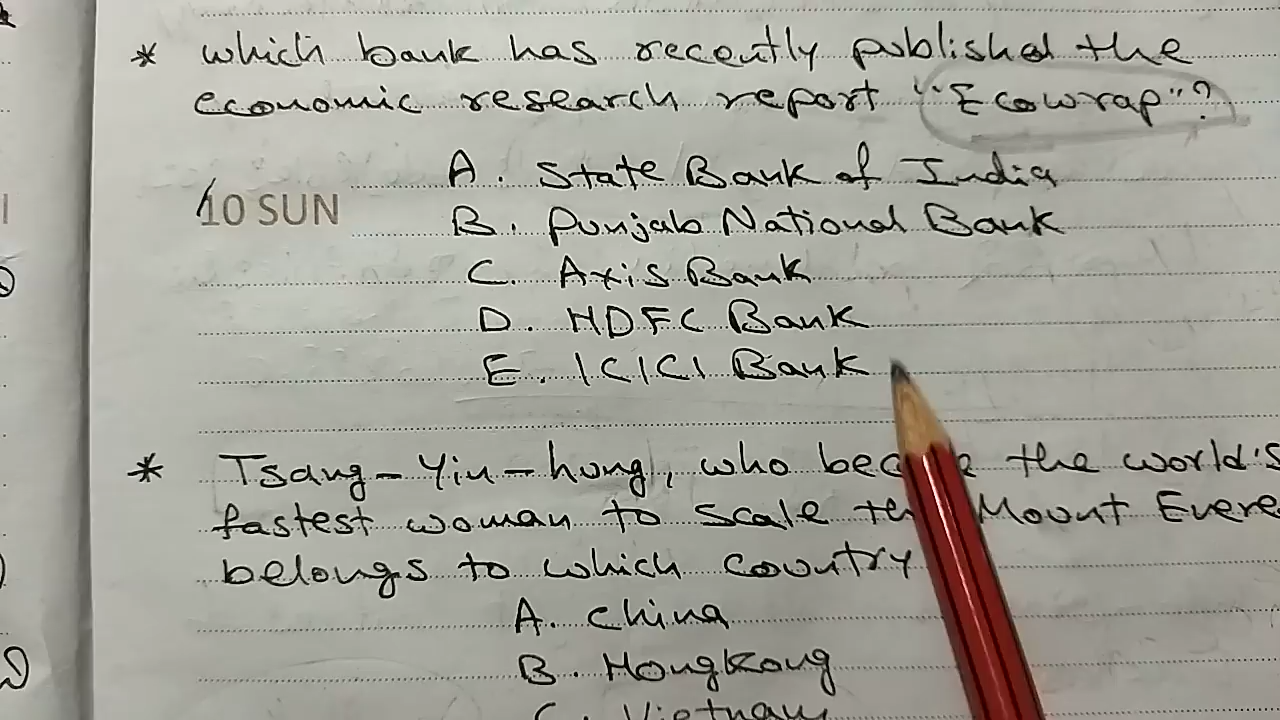 * which bank has recently published the
economic research report "Ecowrap"?
A. State Bank of India
10 SUN
B. Punjab National Bank
C. Axis Bank
D. HDFC Bank
E. ICICI Bank
* Tsang-Yin-hung, who the world's
fastest woman to scale Mount
belongs to which country
A. China
B. HongKong
C. Vietnam